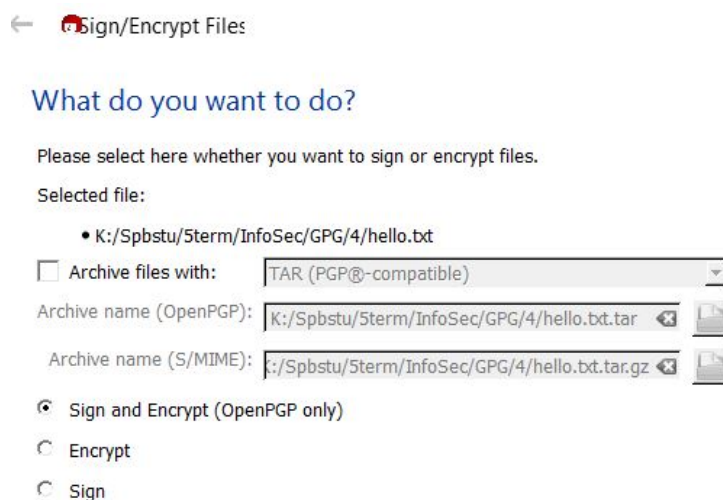 Sign/Encrypt Files
What do you want to do?
Please select here whether you want to sign or encrypt files.
Selected file:
• K:/Spbstu/5term/InfoSec/GPG/4/hello.txt
Archive files with: TAR (PGP®-compatible)
Archive name (OpenPGP): K:/Spbstu/5term/InfoSec/GPG/4/hello.txt.tar
Archive name (S/MIME): K:/Spbstu/5term/InfoSec/GPG/4/hello.txt.tar.gz
Sign and Encrypt (OpenPGP only)
Encrypt
Sign